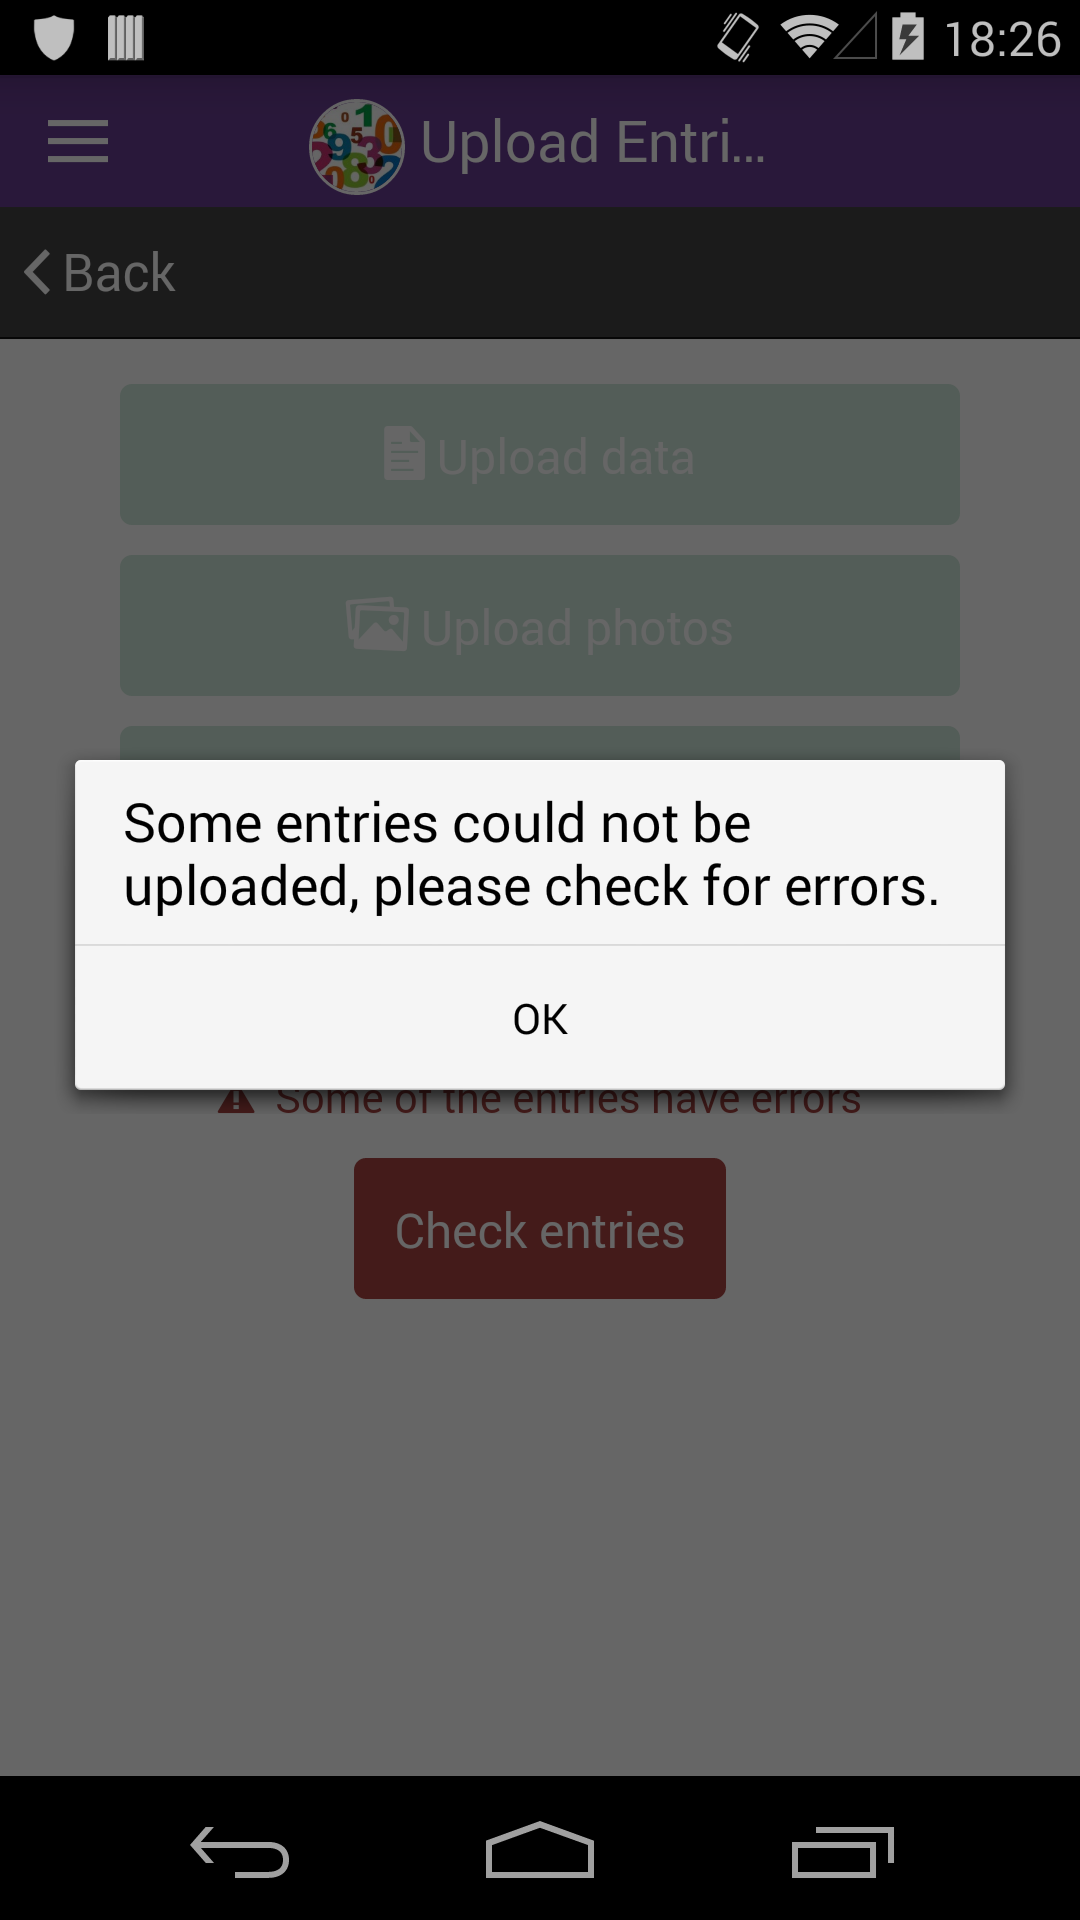 18:26
Upload Entri...
Back
Upload data
Upload photos
Some entries could not be
uploaded, please check for errors.
OK
Some of the entries have errors
Check entries